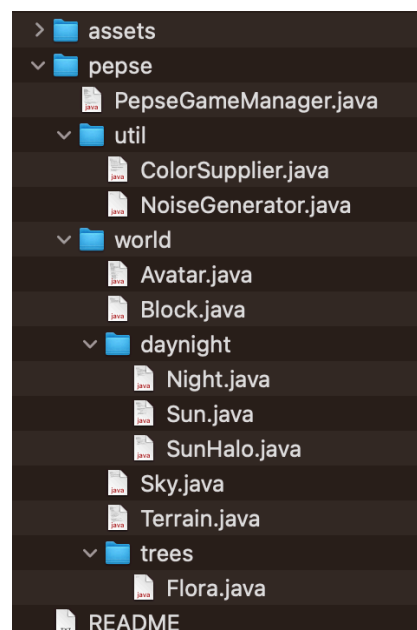 assets
pepse
PepseGameManager.java
util
ColorSupplier.java
NoiseGenerator.java
world
Avatar.java
Block.java
daynight
Night.java
Sun.java
SunHalo.java
Sky.java
Terrain.java
trees
Flora.java
README